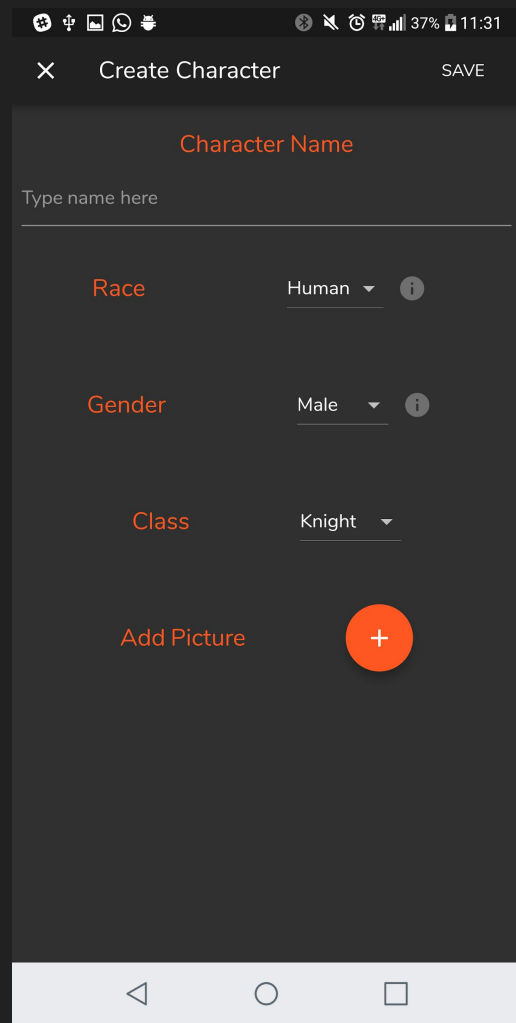 37% 11:31
Create Character SAVE
Character Name
Type name here
Race Human
Gender Male
Class Knight
Add Picture